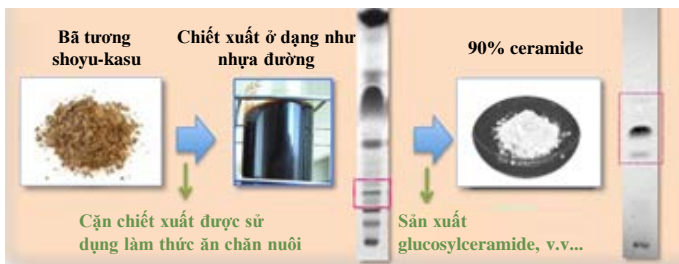 Bã tương
shoyu-kasu
Chiết xuất ở dạng như
nhựa đường
90% ceramide
Cặn chiết xuất được sử
dụng làm thức ăn chăn nuôi
Sản xuất
glucosylceramide, v.v...